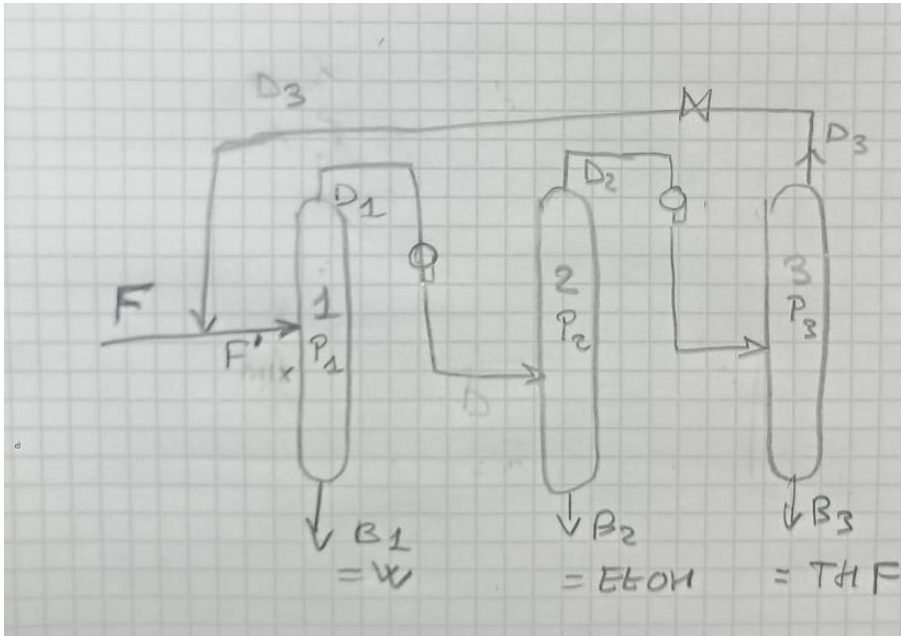 D3
D3
D1
D2
F
1
2
3
P1
P2
P3
F'
D
B1
= W
B2
= EtOH
B3
= THF